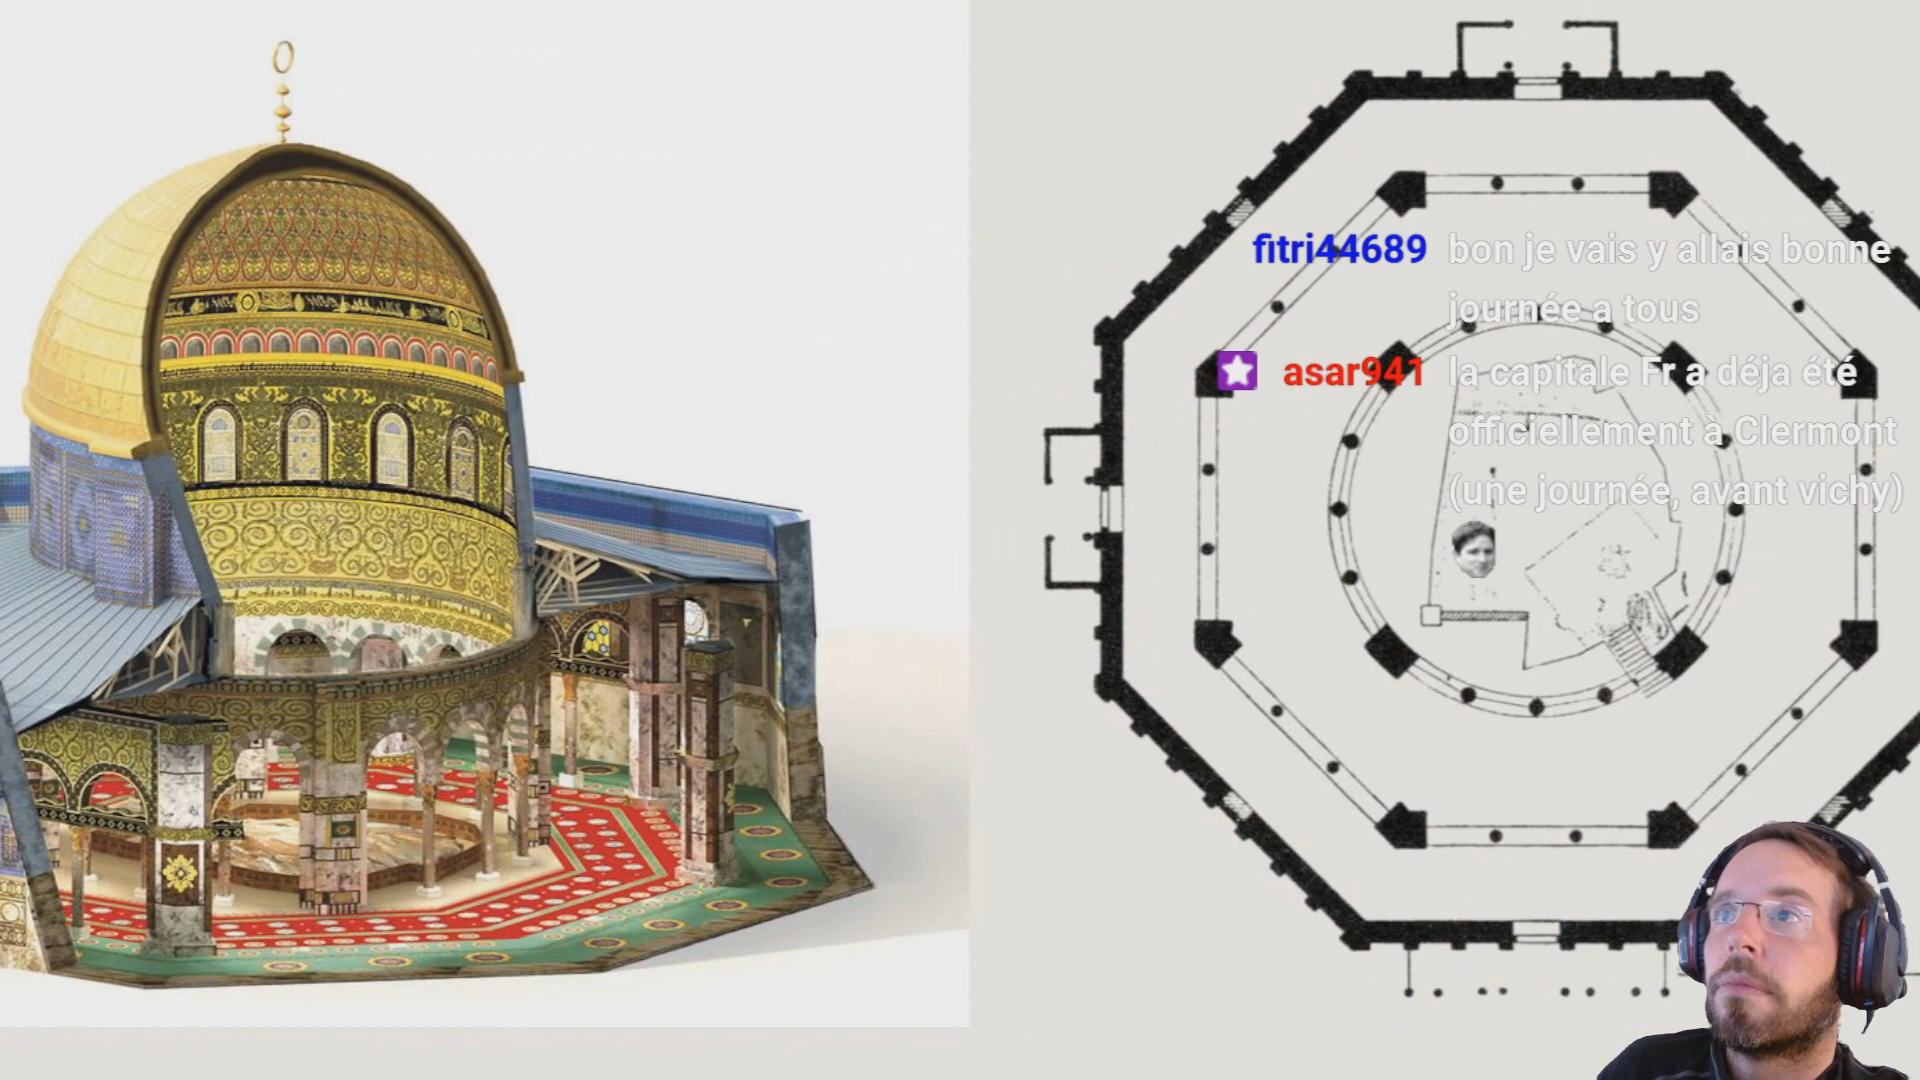 fitri44689 bon je vais y allais bonne
journée a tous
asar941 la capitale Fr a déja été
officiellement à Clermont
(une journée, avant vichy)